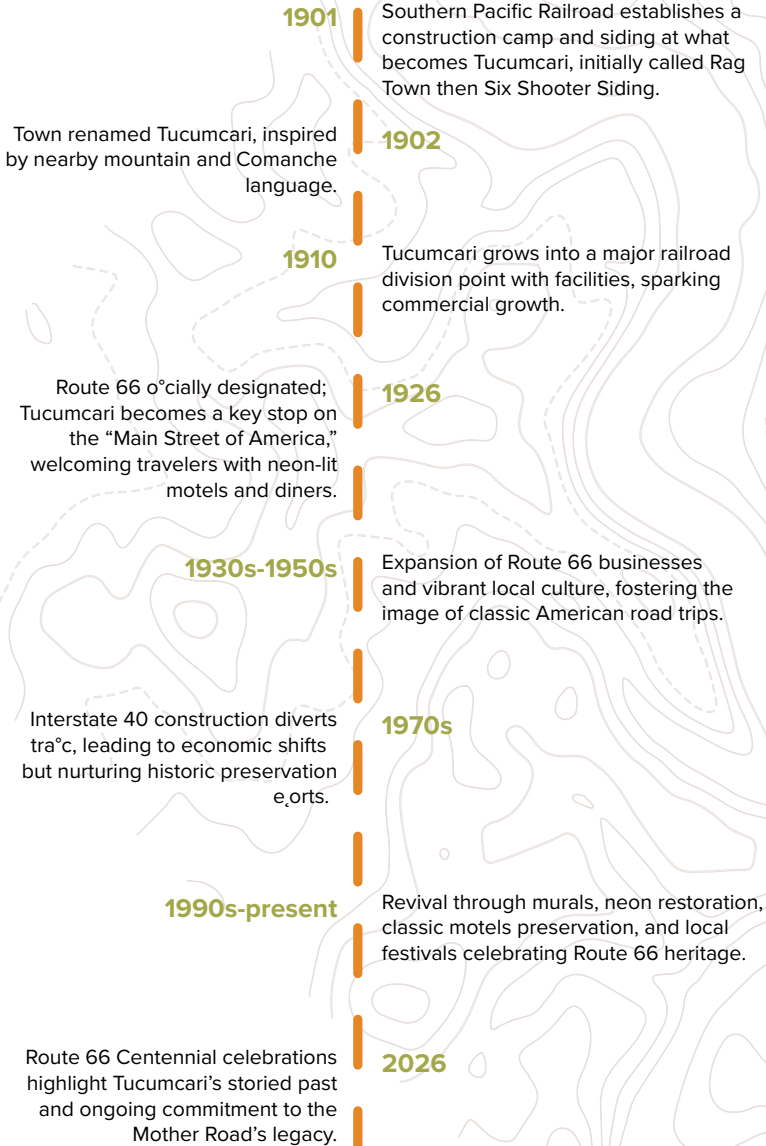 1901
Southern Pacific Railroad establishes a
construction camp and siding at what
becomes Tucumcari, initially called Rag
Town then Six Shooter Siding.
1902
Town renamed Tucumcari, inspired
by nearby mountain and Comanche
language.
1910
Tucumcari grows into a major railroad
division point with facilities, sparking
commercial growth.
1926
Route 66 o°cially designated;
Tucumcari becomes a key stop on
the “Main Street of America,”
welcoming travelers with neon-lit
motels and diners.
1930s-1950s
Expansion of Route 66 businesses
and vibrant local culture, fostering the
image of classic American road trips.
1970s
Interstate 40 construction diverts
tra°c, leading to economic shifts
but nurturing historic preservation
e˛orts.
1990s-present
Revival through murals, neon restoration,
classic motels preservation, and local
festivals celebrating Route 66 heritage.
2026
Route 66 Centennial celebrations
highlight Tucumcari’s storied past
and ongoing commitment to the
Mother Road’s legacy.